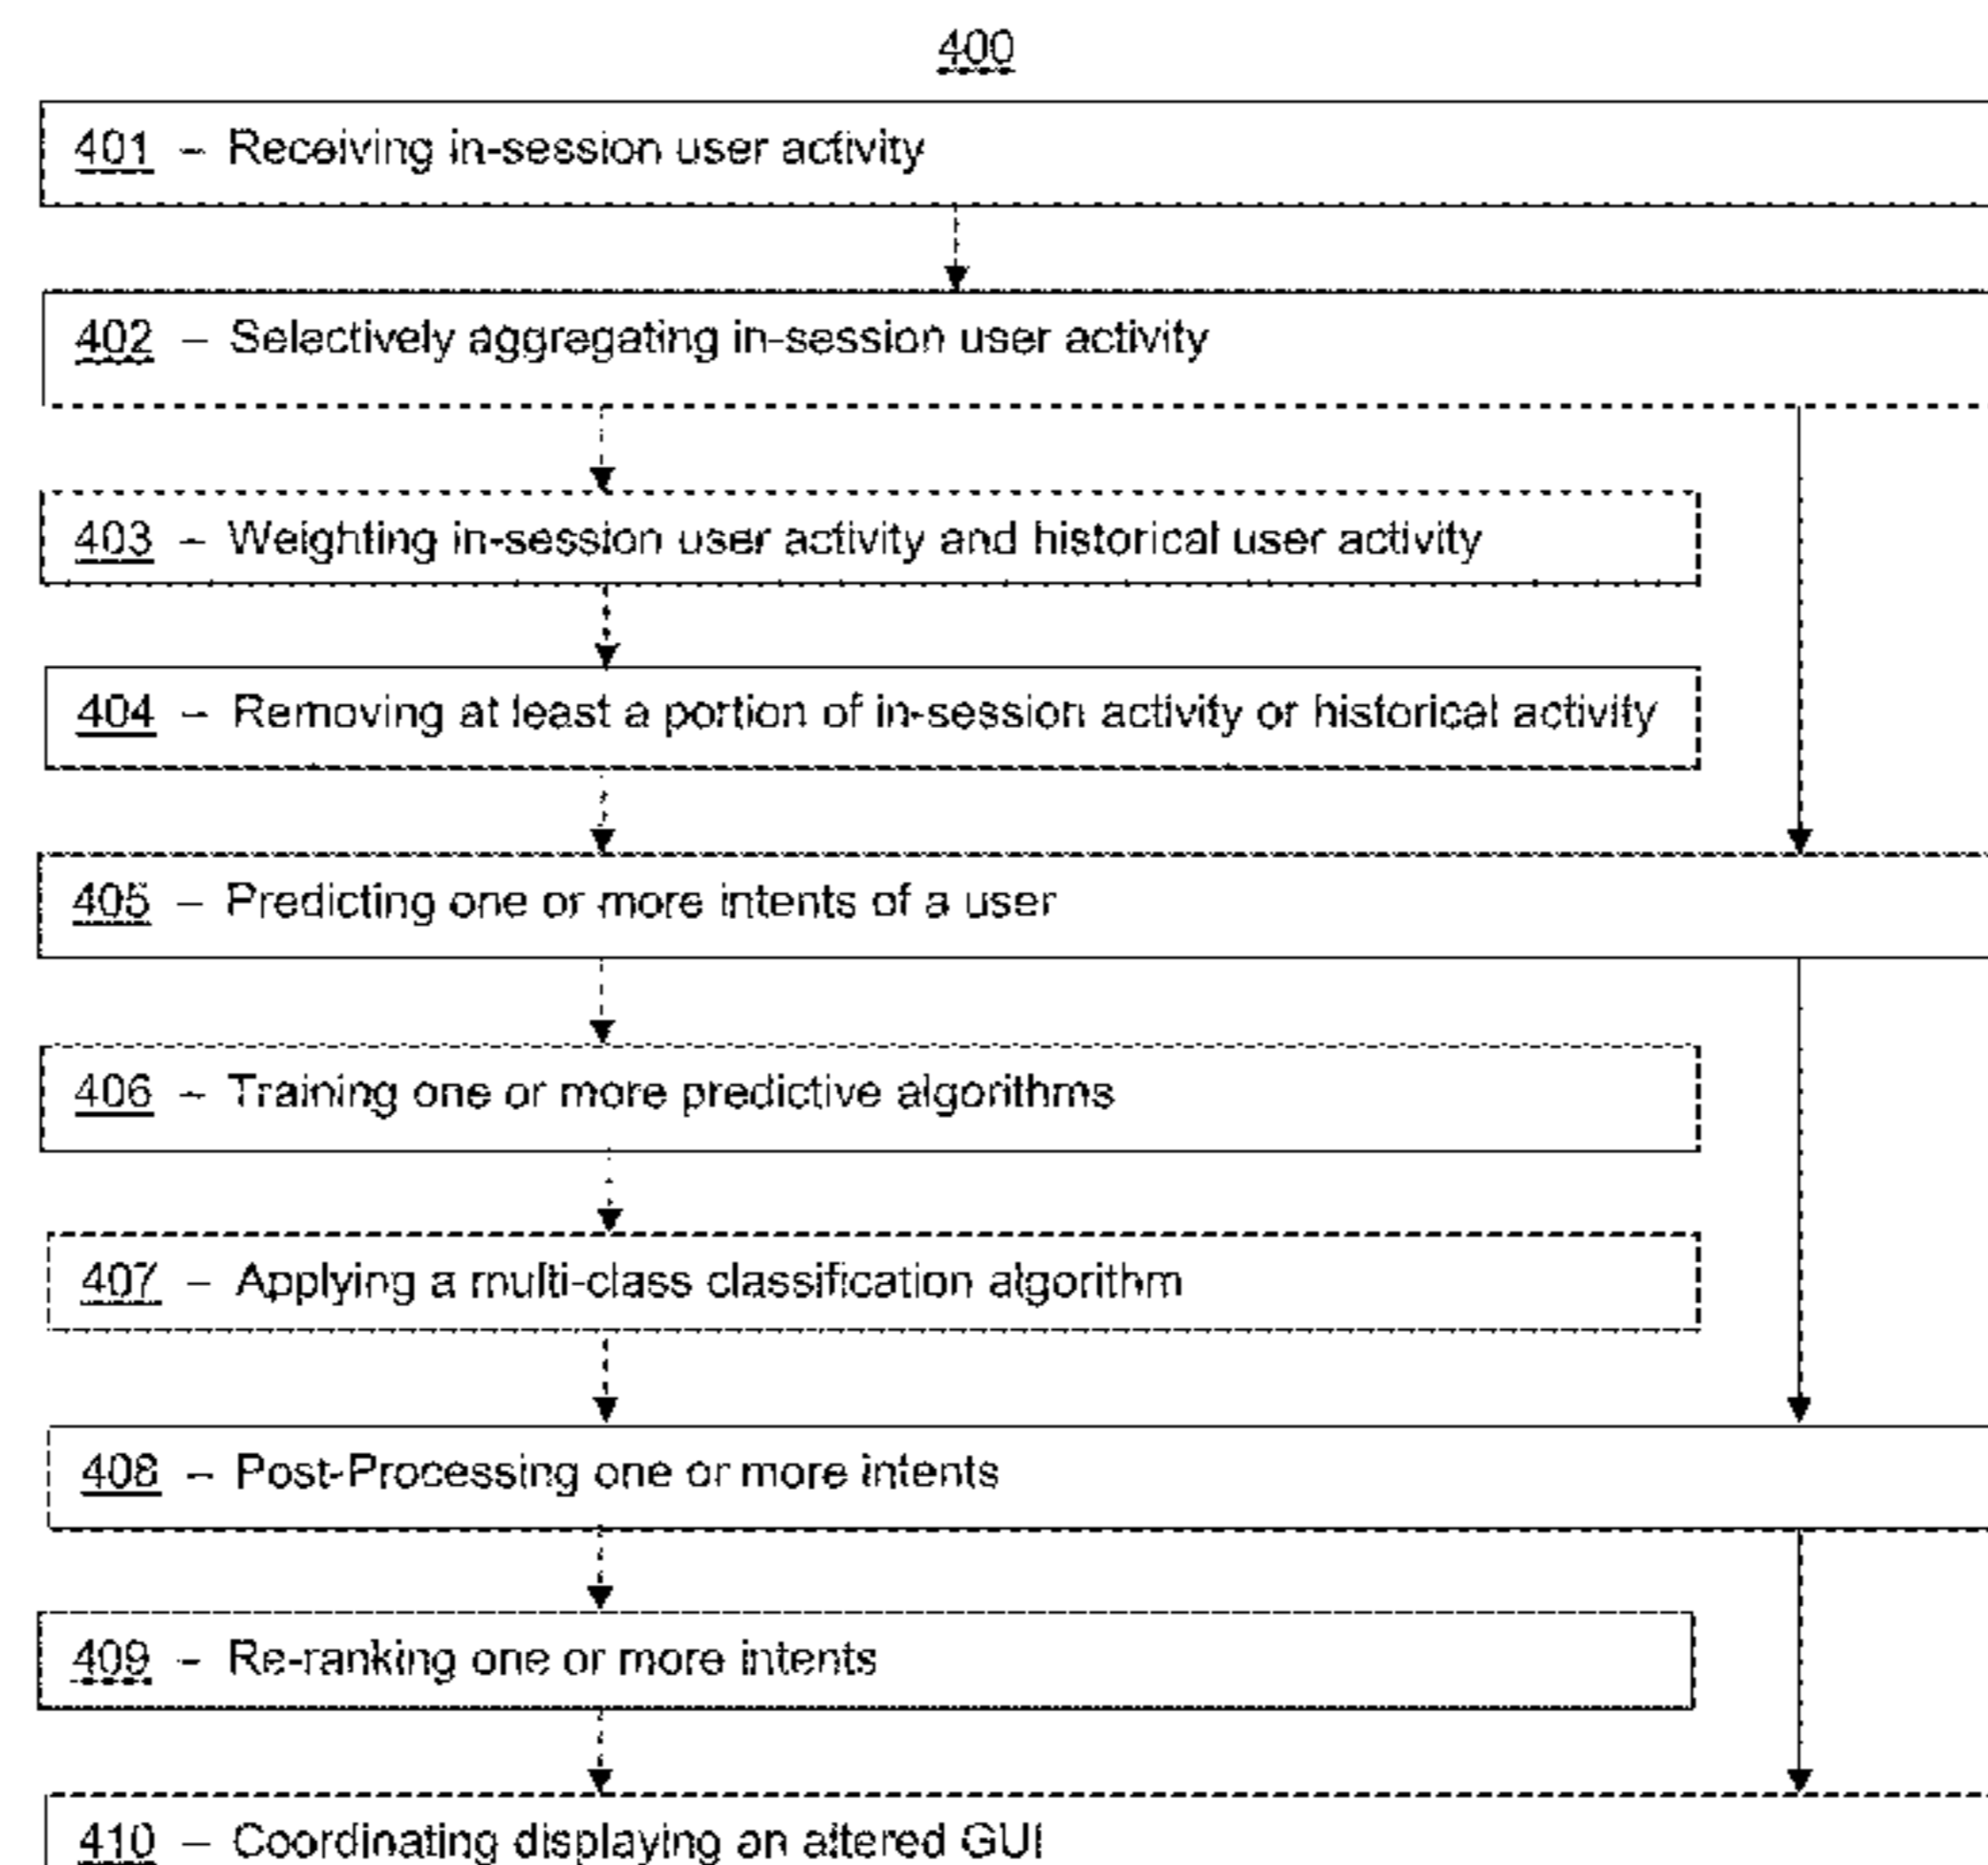 400
401 – Receiving in-session user activity
402 – Selectively aggregating in-session user activity
403 – Weighting in-session user activity and historical user activity
404 – Removing at least a portion of in-session activity or historical activity
405 – Predicting one or more intents of a user
406 – Training one or more predictive algorithms
407 – Applying a multi-class classification algorithm
408 – Post-Processing one or more intents
409 – Re-ranking one or more intents
410 – Coordinating displaying an altered GUI